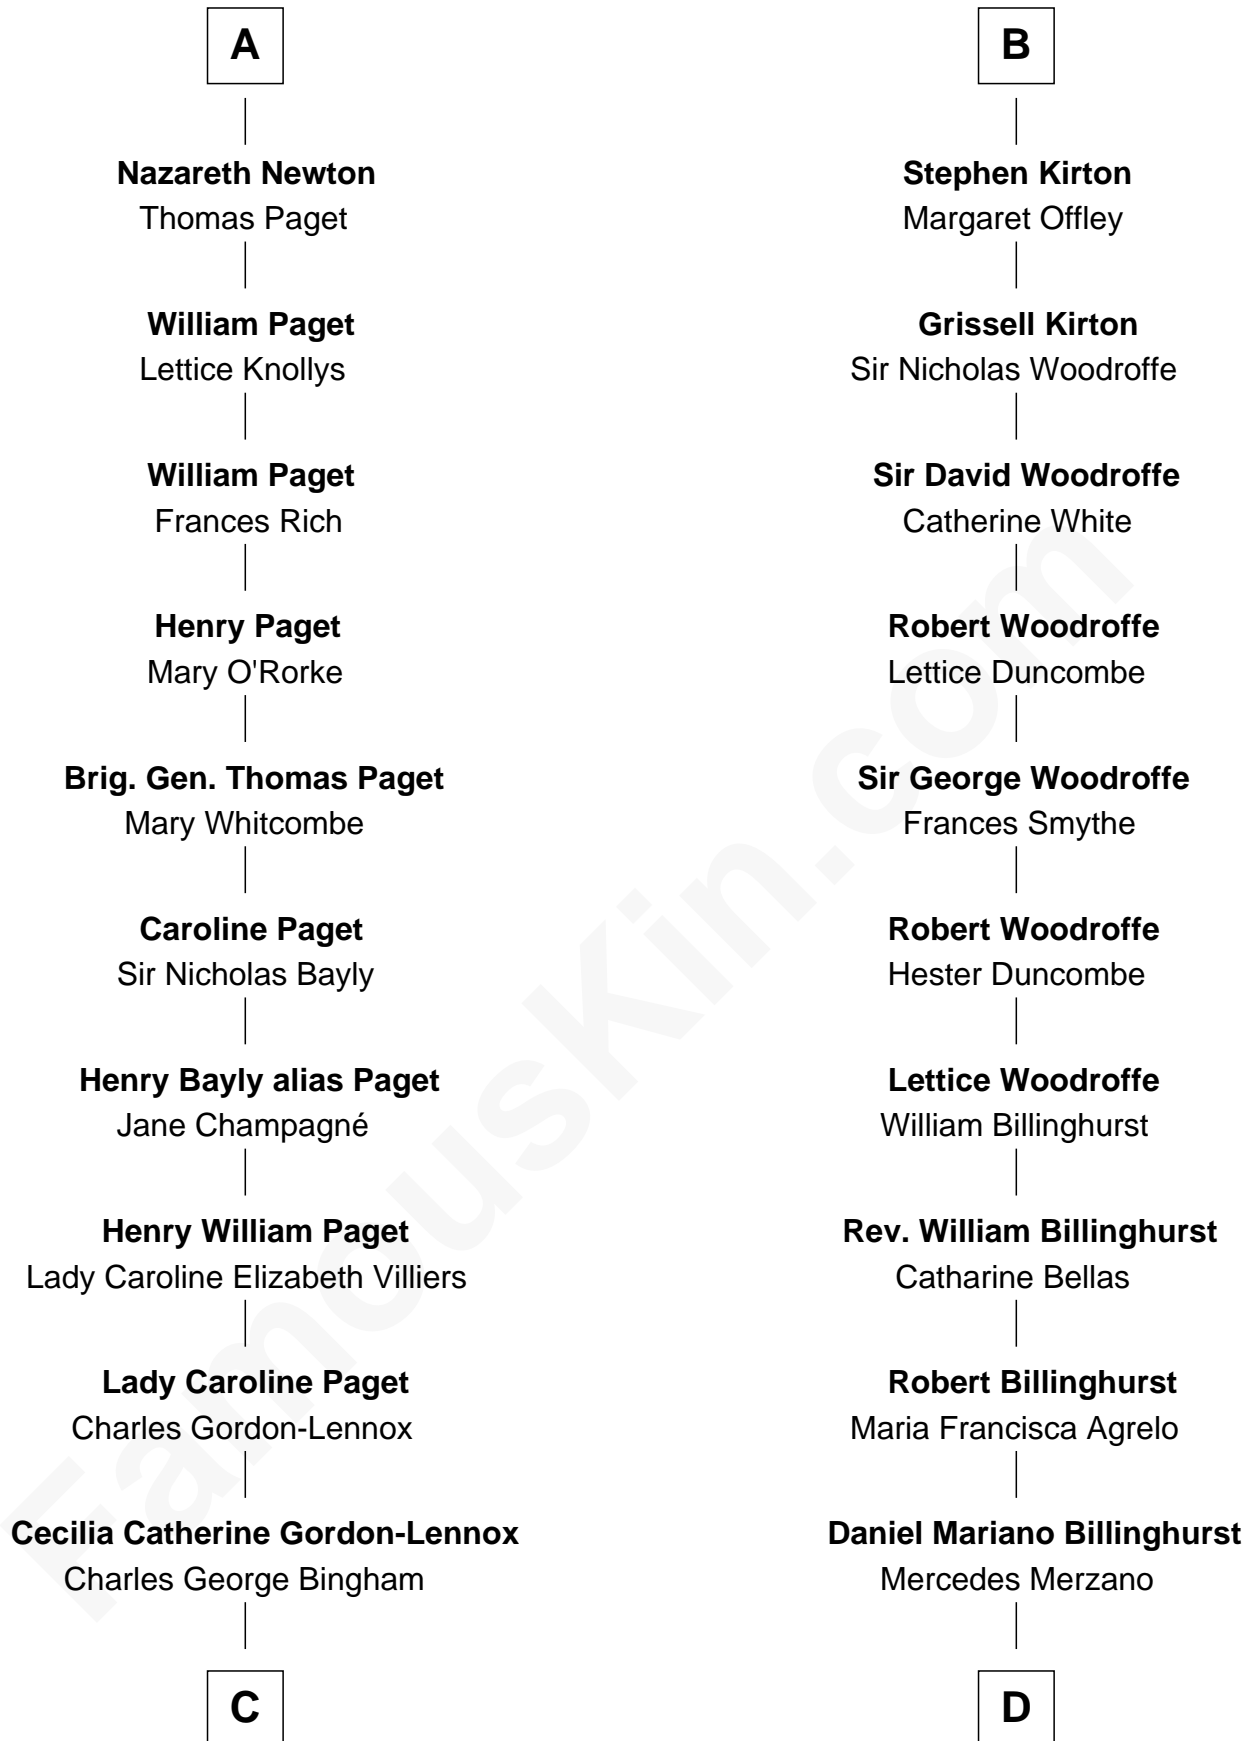 A
Nazareth Newton
Thomas Paget
William Paget
Lettice Knollys
William Paget
Frances Rich
Henry Paget
Mary O'Rorke
Brig. Gen. Thomas Paget
Mary Whitcombe
Caroline Paget
Sir Nicholas Bayly
Henry Bayly alias Paget
Jane Champagné
Henry William Paget
Lady Caroline Elizabeth Villiers
Lady Caroline Paget
Charles Gordon-Lennox
Cecilia Catherine Gordon-Lennox
Charles George Bingham
C
B
Stephen Kirton
Margaret Offley
Grissell Kirton
Sir Nicholas Woodroffe
Sir David Woodroffe
Catherine White
Robert Woodroffe
Lettice Duncombe
Sir George Woodroffe
Frances Smythe
Robert Woodroffe
Hester Duncombe
Lettice Woodroffe
William Billinghurst
Rev. William Billinghurst
Catharine Bellas
Robert Billinghurst
Maria Francisca Agrelo
Daniel Mariano Billinghurst
Mercedes Merzano
D
FamousKin.com